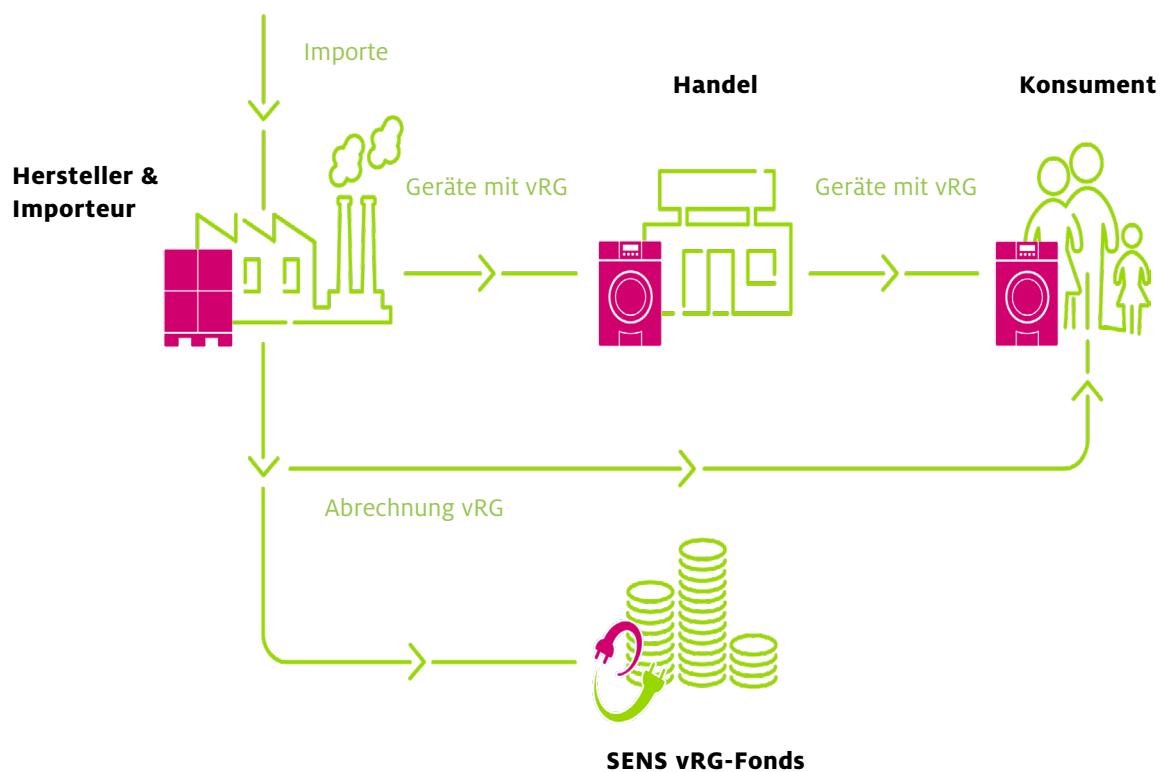 Importe
Handel
Konsument
Hersteller &
Importeur
Geräte mit vRG
Geräte mit vRG
Abrechnung vRG
SENS vRG-Fonds